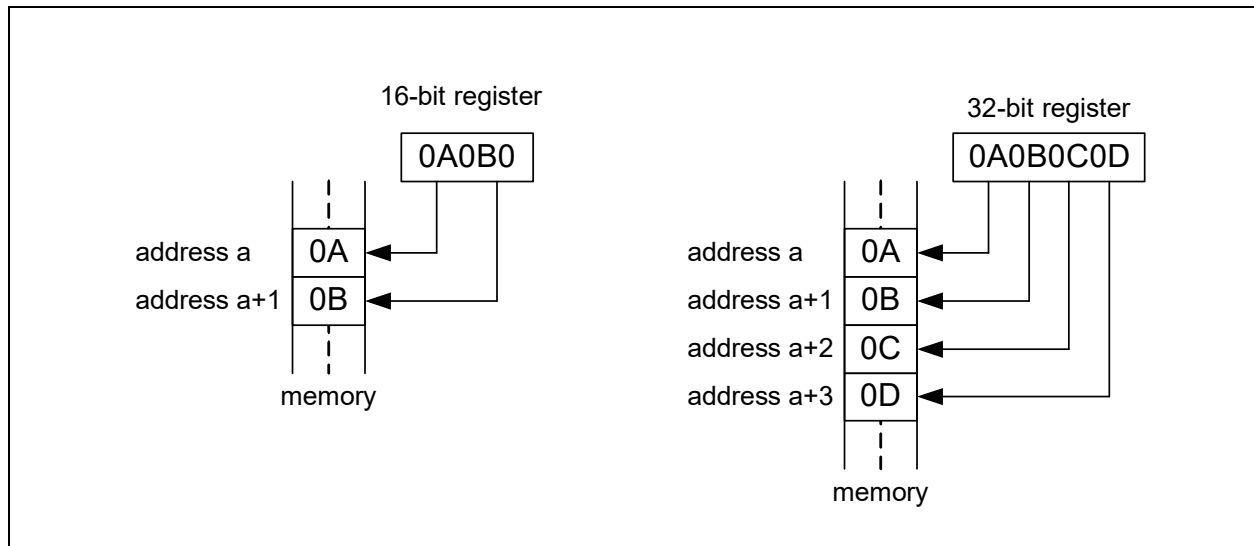 16-bit register
0A0B0
address a 0A
address a+1 0B
memory
32-bit register
0A0B0C0D
address a 0A
address a+1 0B
address a+2 0C
address a+3 0D
memory